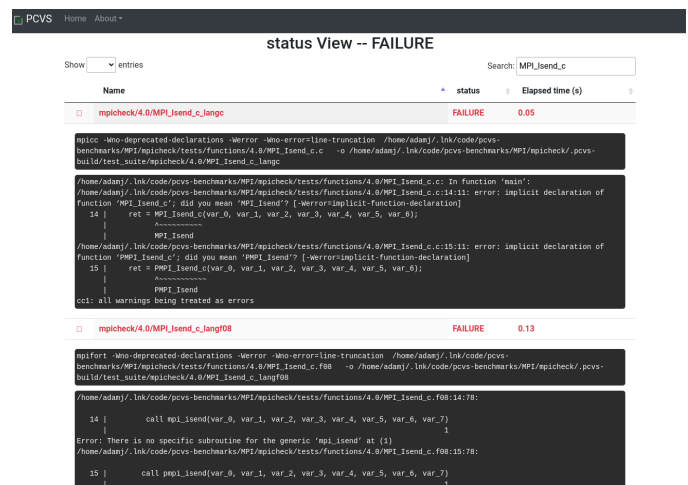 PCVS Home About
status View -- FAILURE
Show entries Search: MPI_Isend_c
Name status Elapsed time (s)
mpicheck/4.0/MPI_Isend_c_langc FAILURE 0.05
mpicc -Wno-deprecated-declarations -Werror -Wno-error=line-truncation /home/adamj/.lnk/code/pcvs-
benchmarks/MPI/mpicheck/tests/functions/4.0/MPI_Isend_c.c -o /home/adamj/.lnk/code/pcvs-benchmarks/MPI/mpicheck/.pcvs-
build/test_suite/mpicheck/4.0/MPI_Isend_c_langc
/home/adamj/.lnk/code/pcvs-benchmarks/MPI/mpicheck/tests/functions/4.0/MPI_Isend_c.c: In function ‘main’:
/home/adamj/.lnk/code/pcvs-benchmarks/MPI/mpicheck/tests/functions/4.0/MPI_Isend_c.c:14:11: error: implicit declaration of
function ‘MPI_Isend_c’; did you mean ‘MPI_Isend’? [-Werror=implicit-function-declaration]
14 | ret = MPI_Isend_c(var_0, var_1, var_2, var_3, var_4, var_5, var_6);
| ^~~~~~~~~~~
| MPI_Isend
/home/adamj/.lnk/code/pcvs-benchmarks/MPI/mpicheck/tests/functions/4.0/MPI_Isend_c.c:15:11: error: implicit declaration of
function ‘PMPI_Isend_c’; did you mean ‘PMPI_Isend’? [-Werror=implicit-function-declaration]
15 | ret = PMPI_Isend_c(var_0, var_1, var_2, var_3, var_4, var_5, var_6);
| ^~~~~~~~~~~~
| PMPI_Isend
cc1: all warnings being treated as errors
mpicheck/4.0/MPI_Isend_c_langf08 FAILURE 0.13
mpifort -Wno-deprecated-declarations -Werror -Wno-error=line-truncation /home/adamj/.lnk/code/pcvs-
benchmarks/MPI/mpicheck/tests/functions/4.0/MPI_Isend_c.f08 -o /home/adamj/.lnk/code/pcvs-benchmarks/MPI/mpicheck/.pcvs-
build/test_suite/mpicheck/4.0/MPI_Isend_c_langf08
/home/adamj/.lnk/code/pcvs-benchmarks/MPI/mpicheck/tests/functions/4.0/MPI_Isend_c.f08:14:78:
14 | call mpi_isend(var_0, var_1, var_2, var_3, var_4, var_5, var_6, var_7)
| 1
Error: There is no specific subroutine for the generic ‘mpi_isend’ at (1)
/home/adamj/.lnk/code/pcvs-benchmarks/MPI/mpicheck/tests/functions/4.0/MPI_Isend_c.f08:15:78:
15 | call pmpi_isend(var_0, var_1, var_2, var_3, var_4, var_5, var_6, var_7)
| 1